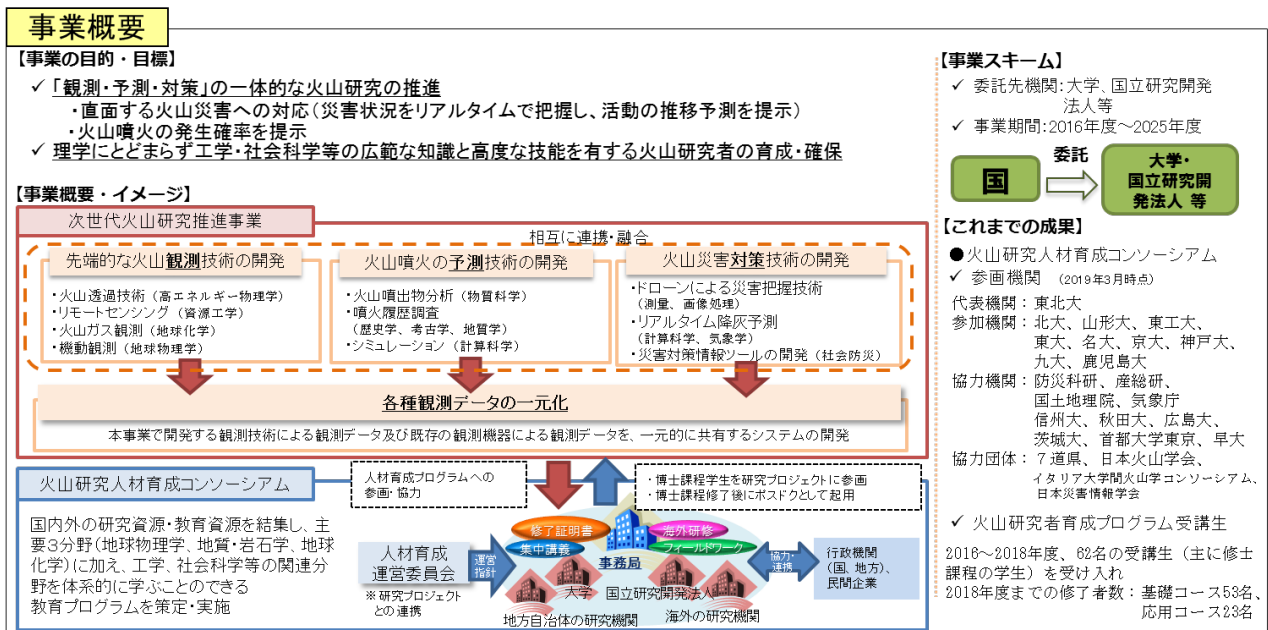 事業概要
【事業の目的・目標】
✓ 「観測・予測・対策」の一体的な火山研究の推進
・直面する火山災害への対応（災害状況をリアルタイムで把握し、活動の推移予測を提示）
・火山噴火の発生確率を提示
✓ 理学にとどまらず工学・社会科学等の広範な知識と高度な技能を有する火山研究者の育成・確保
【事業概要・イメージ】
次世代火山研究推進事業
相互に連携・融合
先端的な火山観測技術の開発
・火山透過技術（高エネルギー物理学）
・リモートセンシング（資源工学）
・火山ガス観測（地球化学）
・機動観測（地球物理学）
火山噴火の予測技術の開発
・火山噴出物分析（物質科学）
・噴火履歴調査
（歴史学、考古学、地質学）
・シミュレーション（計算科学）
火山災害対策技術の開発
・ドローンによる災害把握技術
（測量、画像処理）
・リアルタイム降灰予測
（計算科学、気象学）
・災害対策情報ツールの開発（社会防災）
各種観測データの一元化
本事業で開発する観測技術による観測データ及び既存の観測機器による観測データを、一元的に共有するシステムの開発
火山研究人材育成コンソーシアム
国内外の研究資源・教育資源を結集し、主
要３分野（地球物理学、地質・岩石学、地球
化学）に加え、工学、社会科学等の関連分
野を体系的に学ぶことのできる
教育プログラムを策定・実施
人材育成プログラムへの
参画・協力
・博士課程学生を研究プロジェクトに参画
・博士課程修了後にポスドクとして起用
人材育成
運営委員会
※研究プロジェクト
との連携
運営
指針
修了証明書
集中講義
海外研修
フィールドワーク
事務局
大学
国立研究開発法人
地方自治体の研究機関
海外の研究機関
協力・
連携
行政機関
（国、地方）、
民間企業
【事業スキーム】
✓ 委託先機関：大学、国立研究開発
法人等
✓ 事業期間：2016年度～2025年度
国
委託
大学・
国立研究開
発法人 等
【これまでの成果】
●火山研究人材育成コンソーシアム
✓ 参画機関 （2019年3月時点）
代表機関：東北大
参加機関：北大、山形大、東工大、
東大、名大、京大、神戸大、
九大、鹿児島大
協力機関：防災科研、産総研、
国土地理院、気象庁
信州大、秋田大、広島大、
茨城大、首都大学東京、早大
協力団体：７道県、日本火山学会、
イタリア大学間火山学コンソーシアム、
日本災害情報学会
✓ 火山研究者育成プログラム受講生
2016～2018年度、62名の受講生（主に修士
課程の学生）を受け入れ
2018年度までの修了者数：基礎コース53名、
応用コース23名